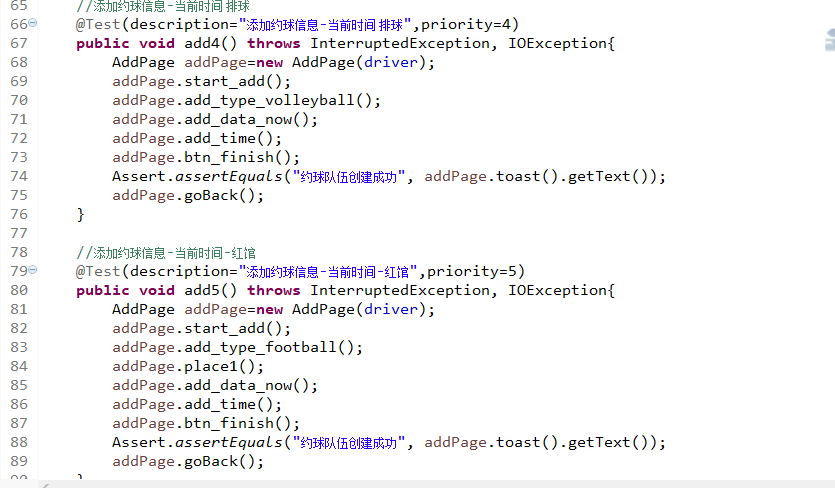 65 //添加约球信息-当前时间 排球
66 @Test(description="添加约球信息-当前时间 排球",priority=4)
67 public void add4() throws InterruptedException, IOException{
68 AddPage addPage=new AddPage(driver);
69 addPage.start_add();
70 addPage.add_type_volleyball();
71 addPage.add_data_now();
72 addPage.add_time();
73 addPage.btn_finish();
74 Assert.assertEquals("约球队伍创建成功", addPage.toast().getText());
75 addPage.goBack();
76 }
77
78 //添加约球信息-当前时间-红馆
79 @Test(description="添加约球信息-当前时间-红馆",priority=5)
80 public void add5() throws InterruptedException, IOException{
81 AddPage addPage=new AddPage(driver);
82 addPage.start_add();
83 addPage.add_type_football();
84 addPage.place1();
85 addPage.add_data_now();
86 addPage.add_time();
87 addPage.btn_finish();
88 Assert.assertEquals("约球队伍创建成功", addPage.toast().getText());
89 addPage.goBack();
90 }